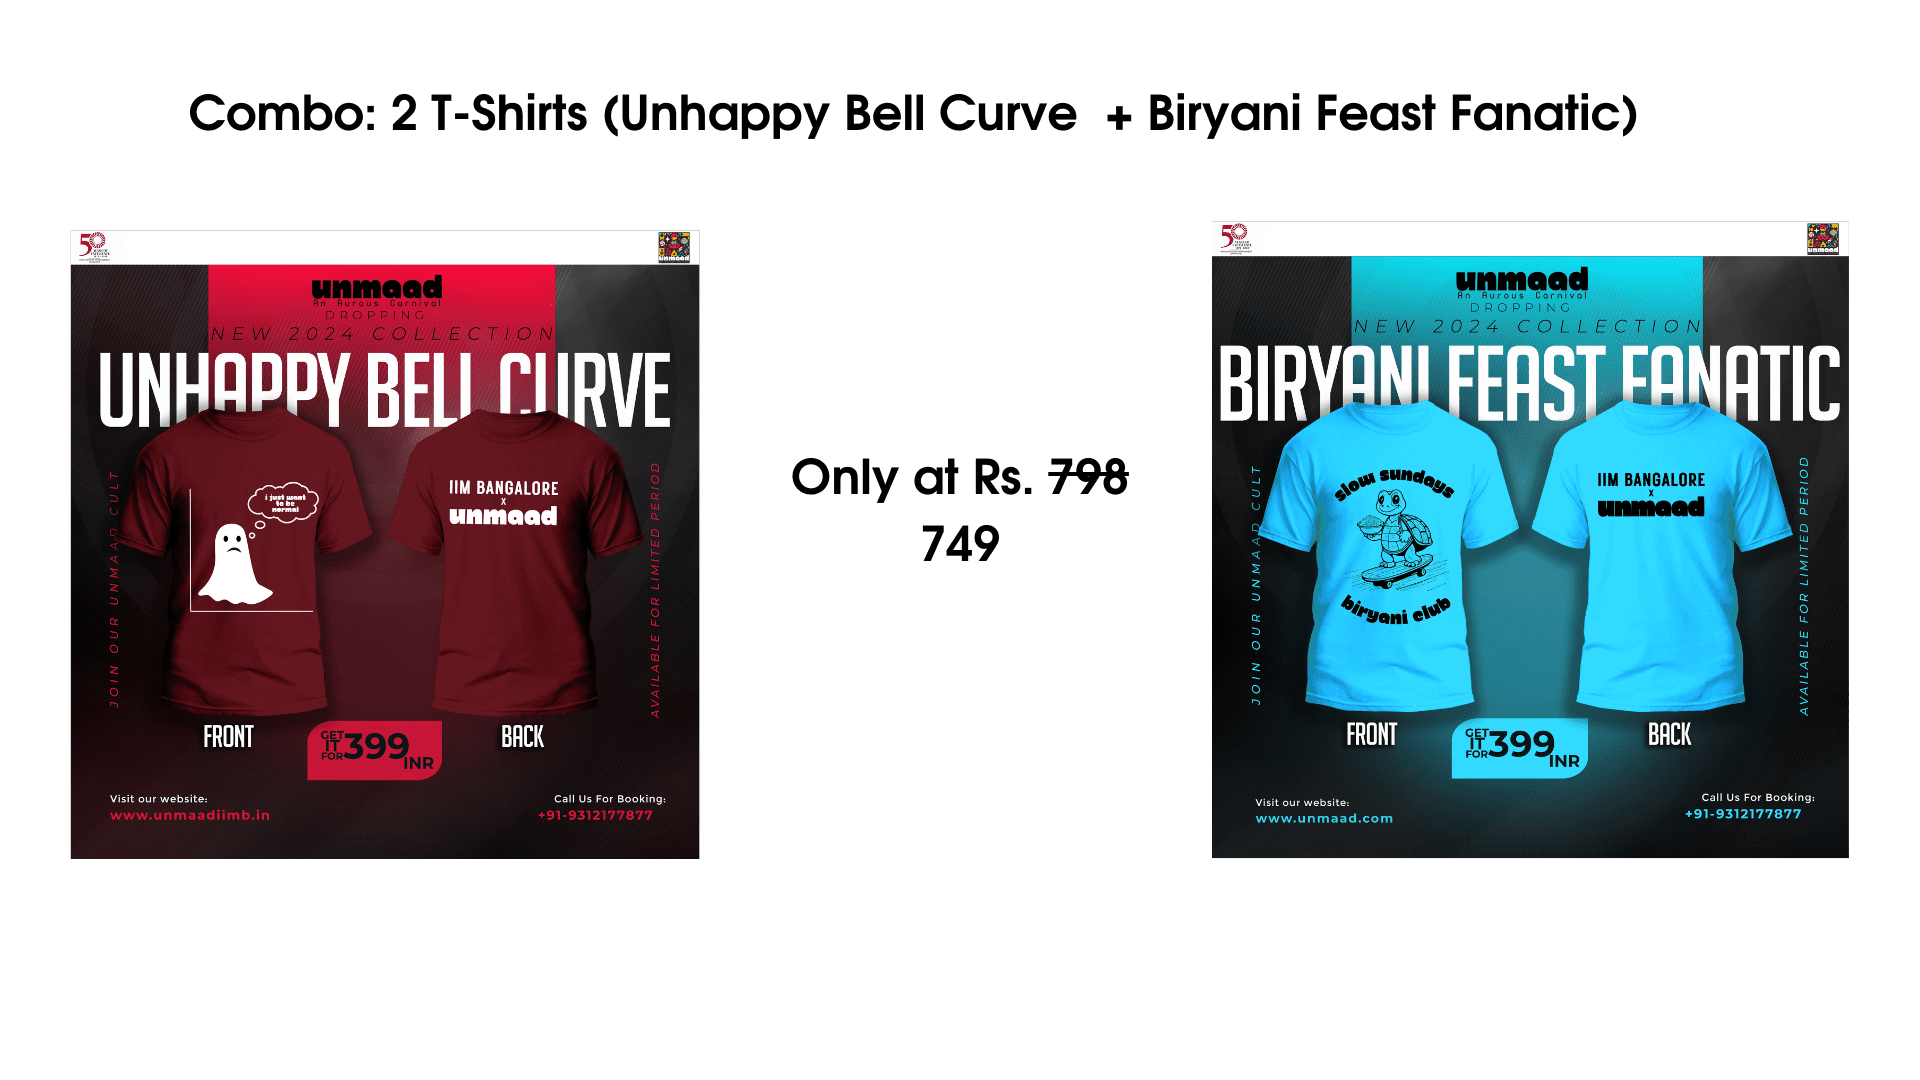 Combo: 2 T-Shirts (Unhappy Bell Curve + Biryani Feast Fanatic)
50
unmaad
unmaad
An Aurous Carnival
DROPPING
NEW 2024 COLLECTION
UNHAPPY BELL CURVE
JOIN OUR UNMAAD CULT
i just want
to be
normal
IIM BANGALORE
x
unmaad
AVAILABLE FOR LIMITED PERIOD
FRONT
BACK
GET
IT
FOR
399
INR
Visit our website:
www.unmaadiimb.in
Call Us For Booking:
+91-9312177877
Only at Rs. 798
749
50
unmaad
unmaad
An Aurous Carnival
DROPPING
NEW 2024 COLLECTION
BIRYANI FEAST FANATIC
JOIN OUR UNMAAD CULT
slow sundays
biryani club
IIM BANGALORE
x
unmaad
AVAILABLE FOR LIMITED PERIOD
FRONT
BACK
GET
IT
FOR
399
INR
Visit our website:
www.unmaad.com
Call Us For Booking:
+91-9312177877